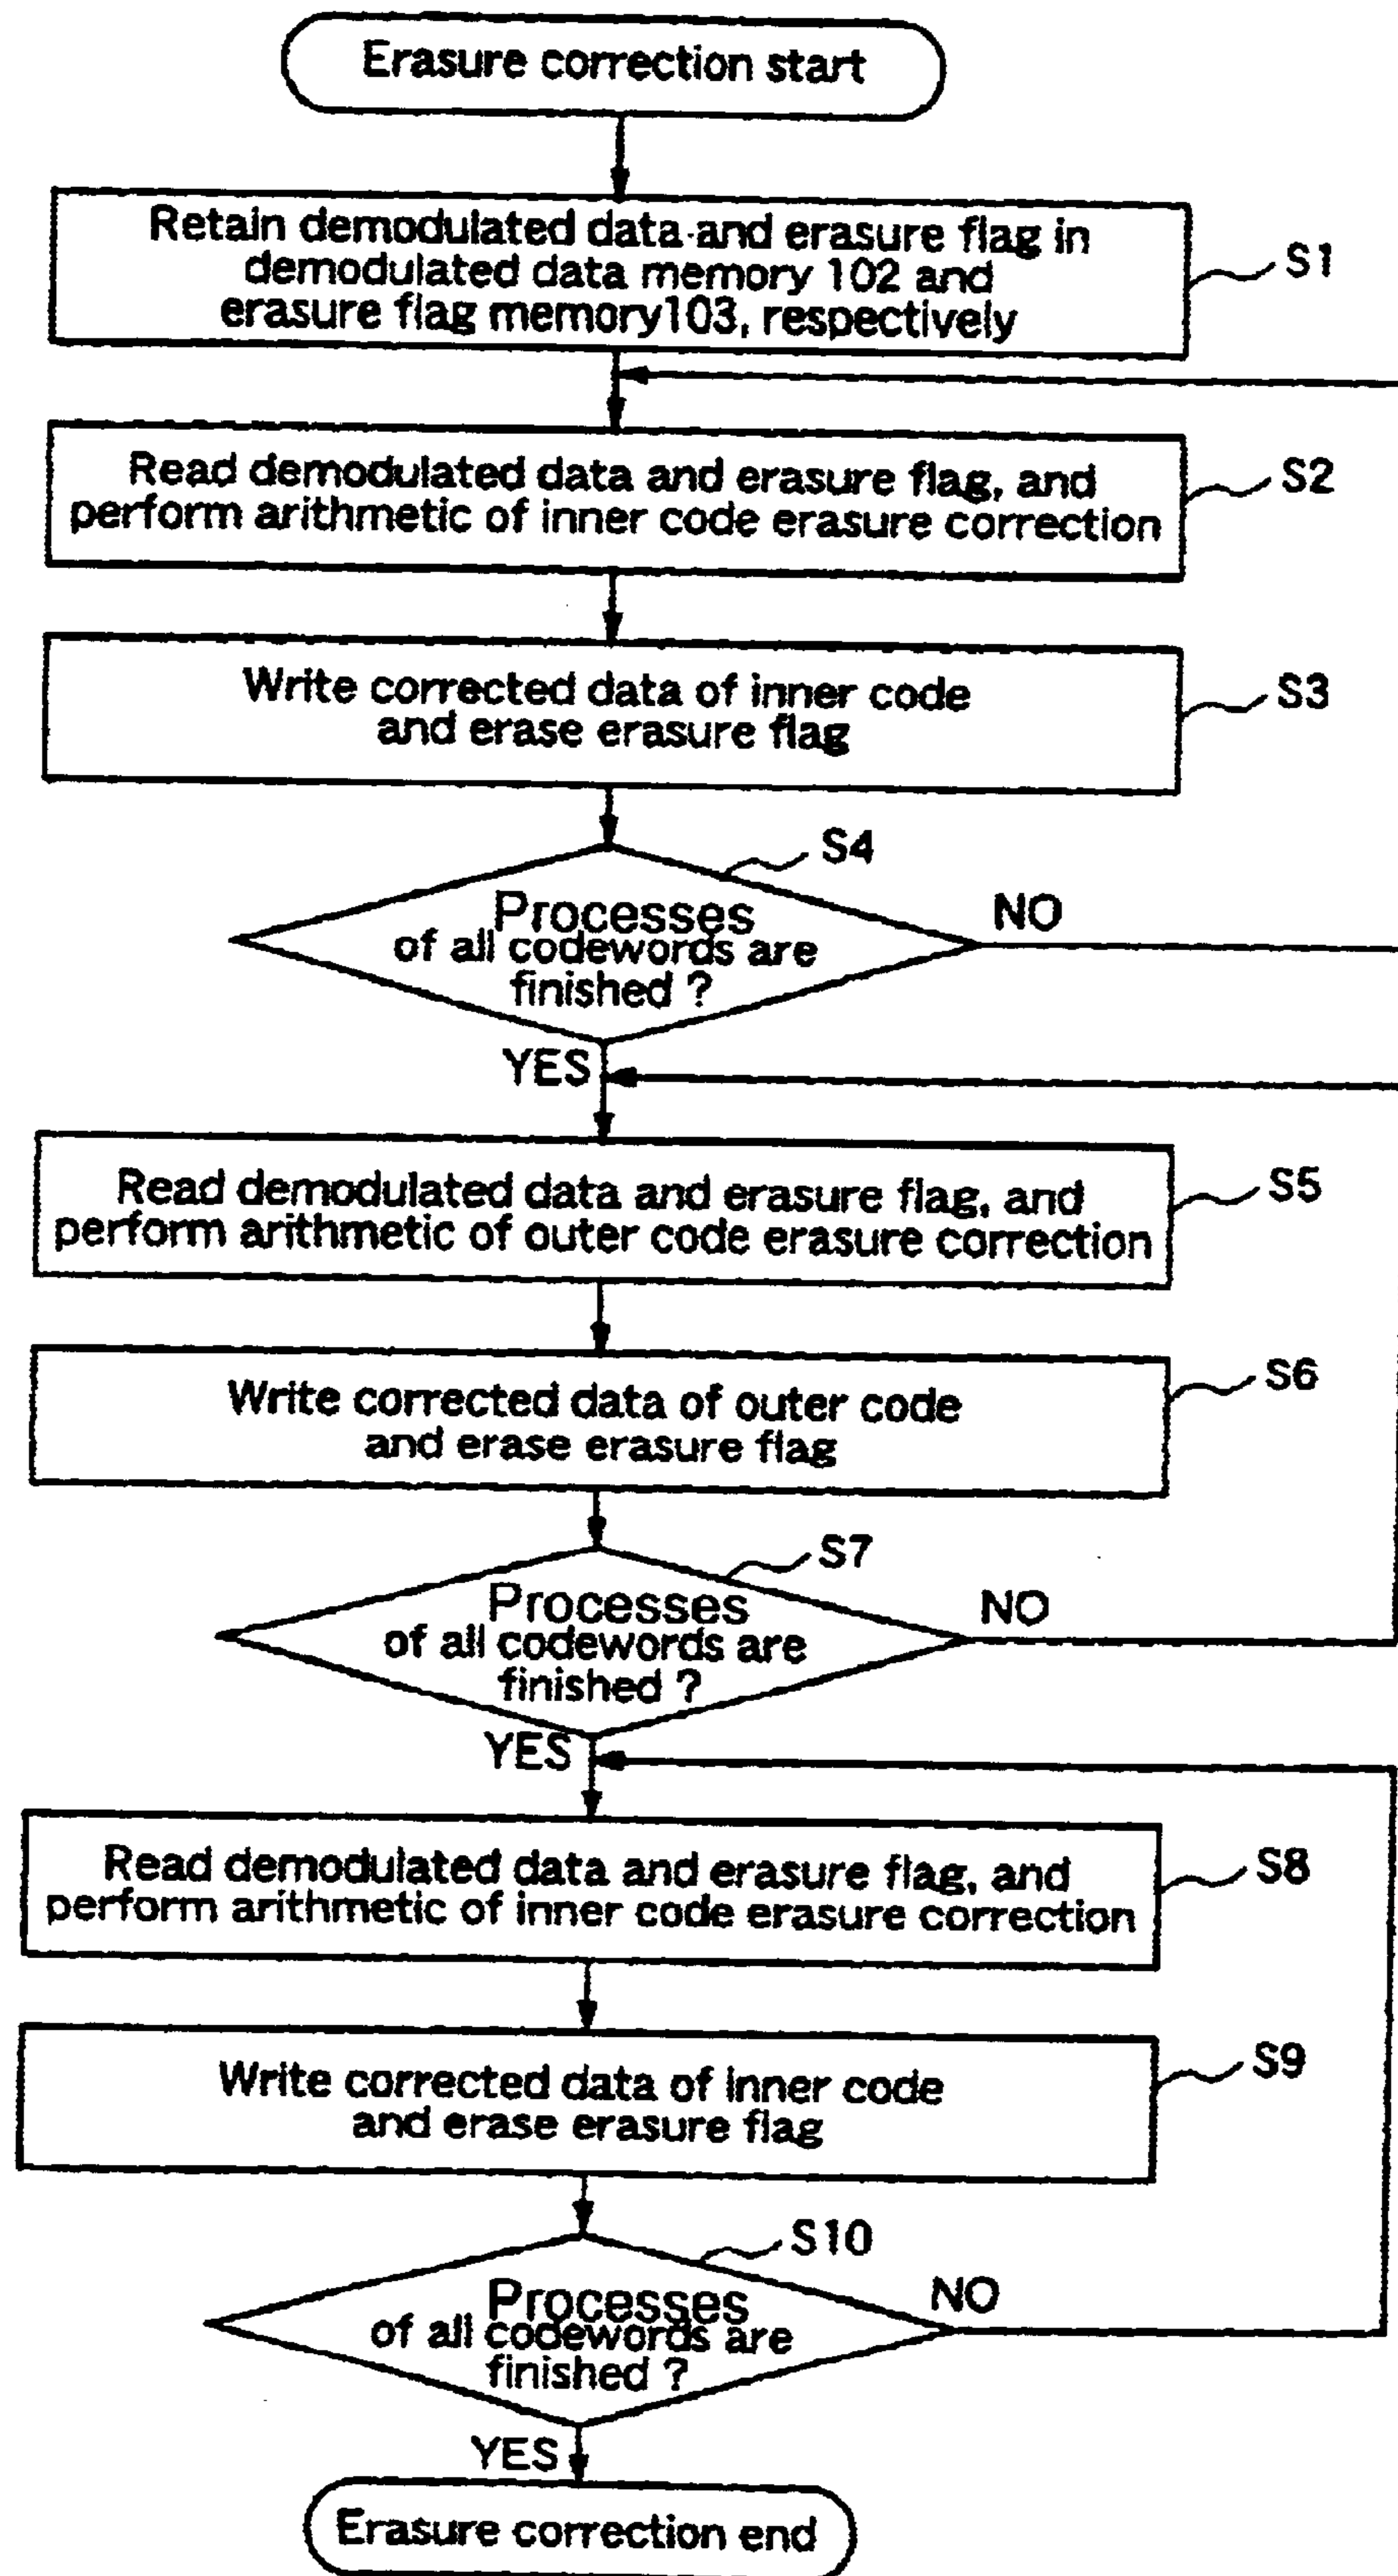 Erasure correction start
Retain demodulated data and erasure flag in
demodulated data memory 102 and
erasure flag memory103, respectively
S1
Read demodulated data and erasure flag, and
perform arithmetic of inner code erasure correction
S2
Write corrected data of inner code
and erase erasure flag
S3
S4
Processes
of all codewords are
finished ?
NO
YES
Read demodulated data and erasure flag, and
perform arithmetic of outer code erasure correction
S5
Write corrected data of outer code
and erase erasure flag
S6
S7
Processes
of all codewords are
finished ?
NO
YES
Read demodulated data and erasure flag, and
perform arithmetic of inner code erasure correction
S8
Write corrected data of inner code
and erase erasure flag
S9
S10
Processes
of all codewords are
finished ?
NO
YES
Erasure correction end